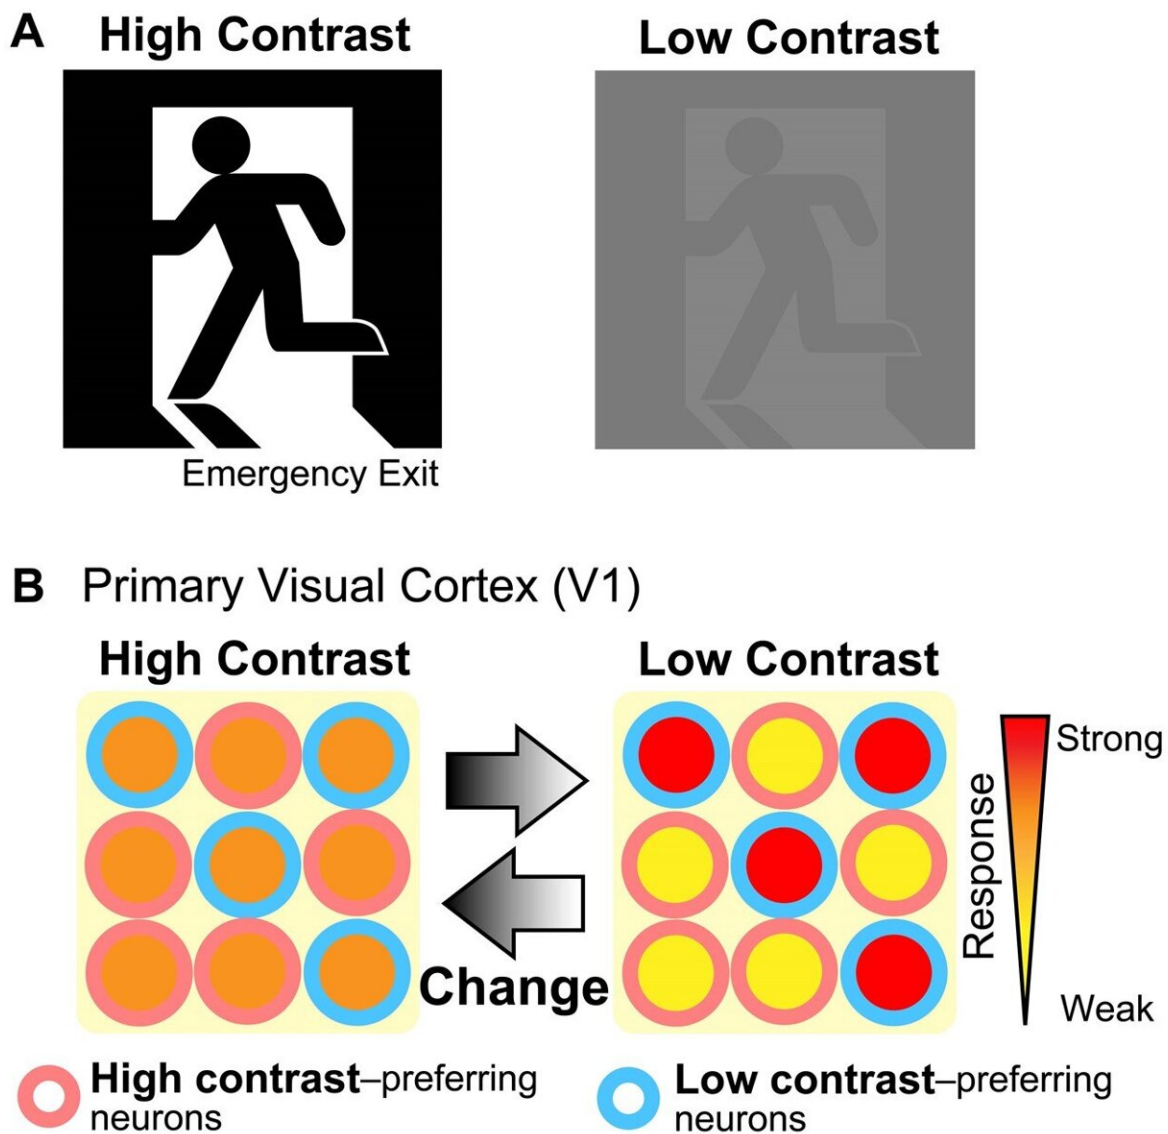 A
High Contrast
Low Contrast
Emergency Exit
B Primary Visual Cortex (V1)
High Contrast
Low Contrast
Strong
Response
Weak
Change
High contrast–preferring
neurons
Low contrast–preferring
neurons